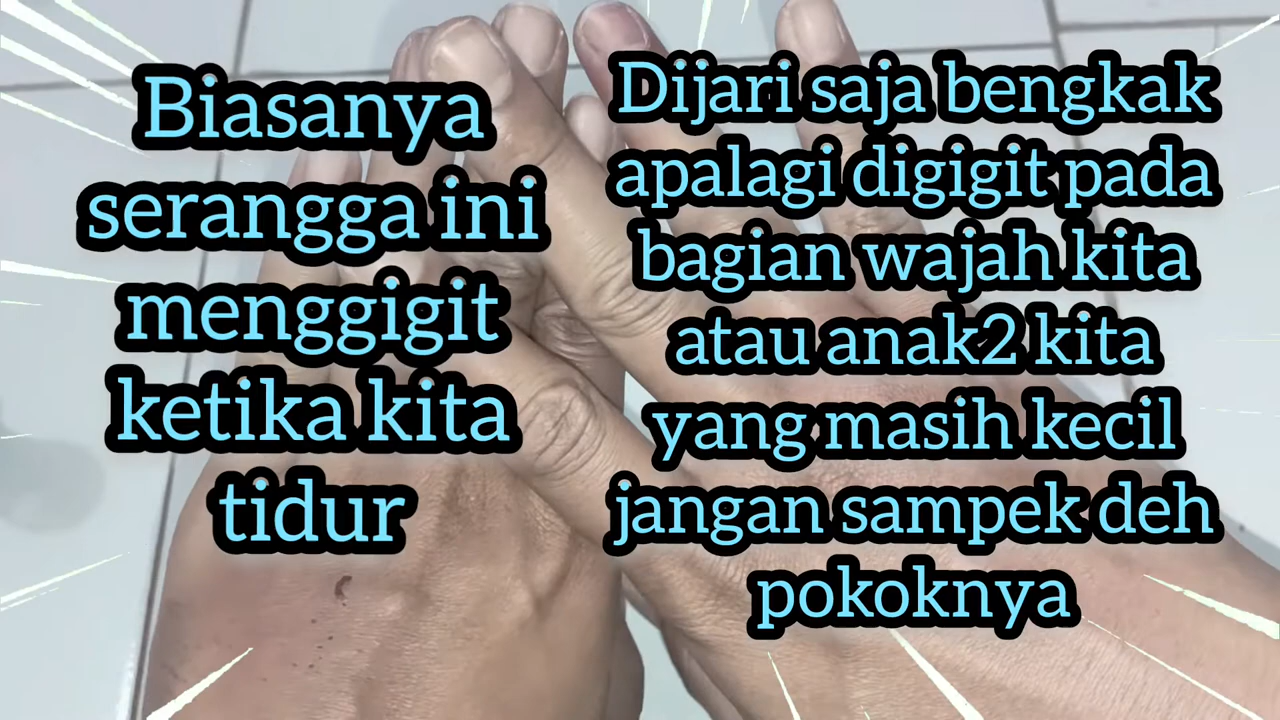 Biasanya
serangga ini
menggigit
ketika kita
tidur
Dijari saja bengkak
apalagi digigit pada
bagian wajah kita
atau anak2 kita
yang masih kecil
jangan sampek deh
pokoknya